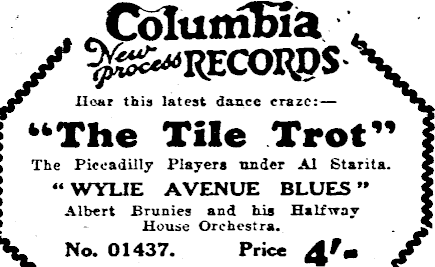 Columbia
New process RECORDS.
Hear this latest dance craze:—
"The Tile Trot"
The Piccadilly Players under Al Starita.
"WYLIE AVENUE BLUES"
Albert Brunies and his Halfway
House Orchestra.
No. 01437. Price 4'-